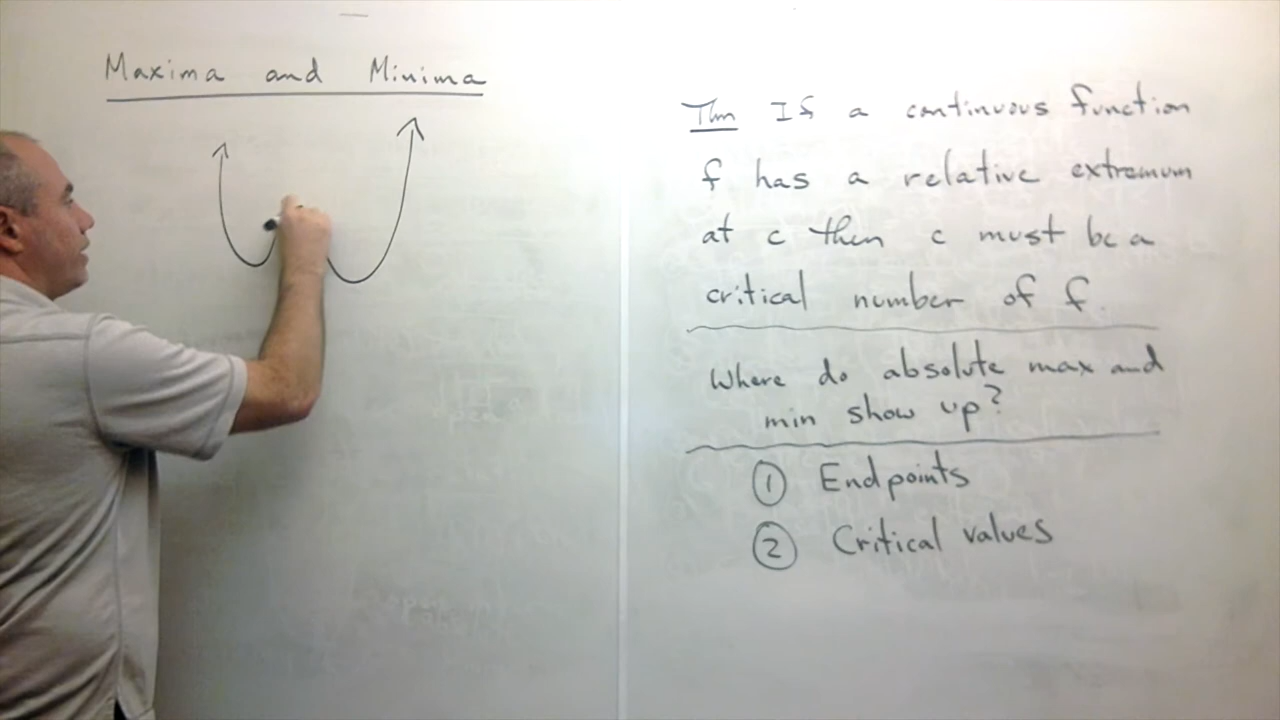 Maxima and Minima
Thm If a continuous function
f has a relative extremum
at c then c must be a
critical number of f.
Where do absolute max and
min show up?
1 Endpoints
2 Critical values